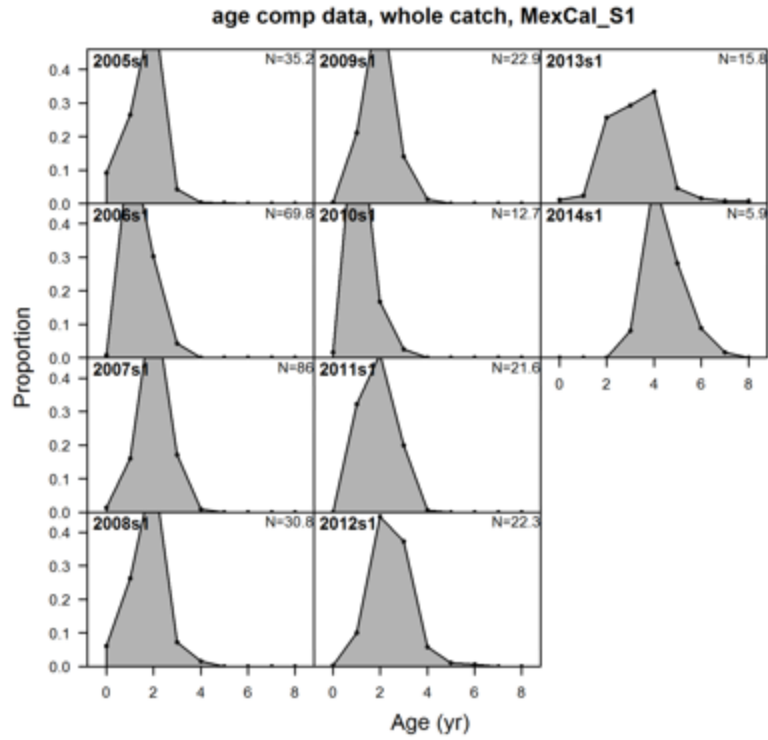 age comp data, whole catch, MexCal_S1
2005s1 N=35.2
2009s1 N=22.9
2013s1 N=15.8
0.4
0.3
0.2
0.1
0.0
2006s1 N=69.8
2010s1 N=12.7
2014s1 N=5.9
0.4
0.3
0.2
0.1
0.0
0 2 4 6 8
2007s1 N=86
2011s1 N=21.6
0.4
0.3
0.2
0.1
0.0
2008s1 N=30.8
2012s1 N=22.3
0.4
0.3
0.2
0.1
0.0
0 2 4 6 8
0 2 4 6 8
Proportion
Age (yr)